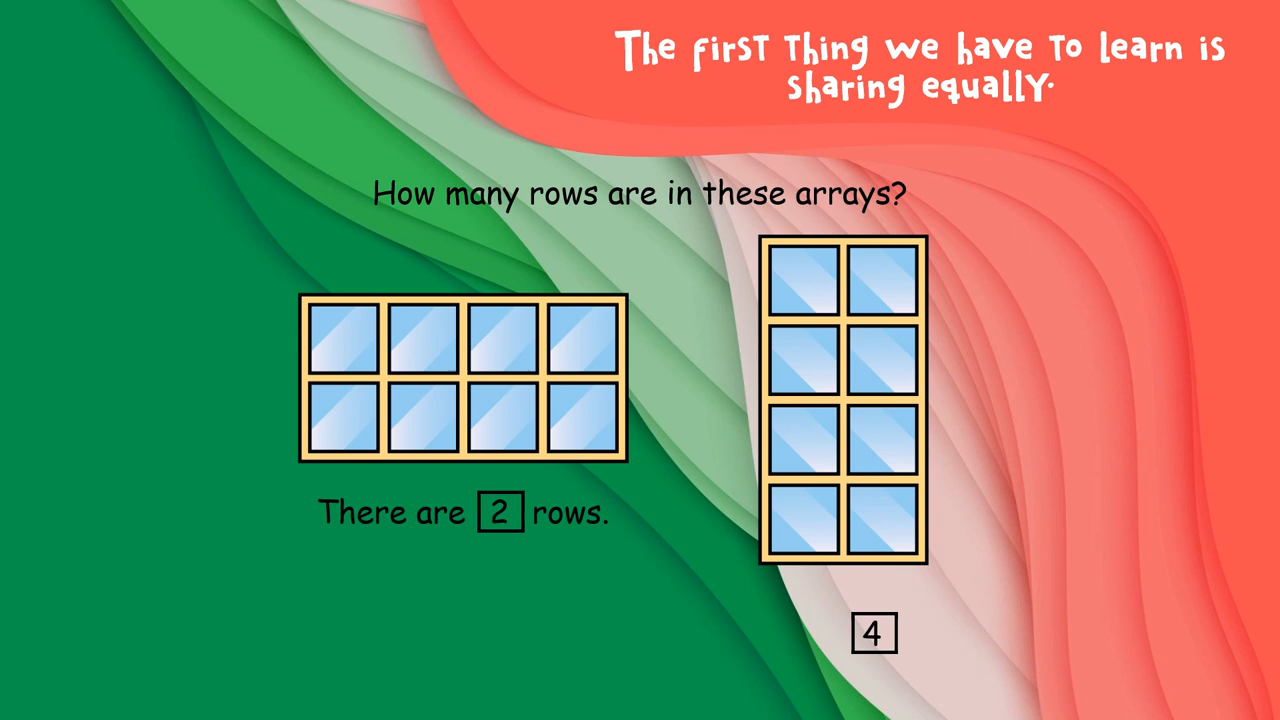 The first thing we have to learn is
sharing equally.
How many rows are in these arrays?
There are 2 rows.
4